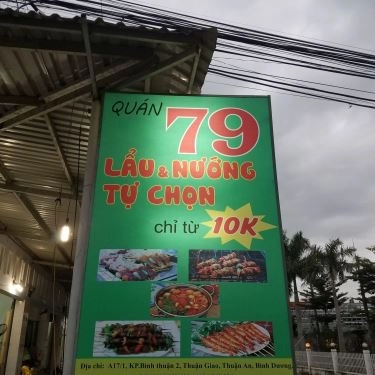 QUÁN 79
LẨU & NƯỚNG
TỰ CHỌN
chỉ từ 10K
Địa chỉ: A17/1, KP.Bình thuận 2, Thuận Giao, Thuận An, Bình Dương.